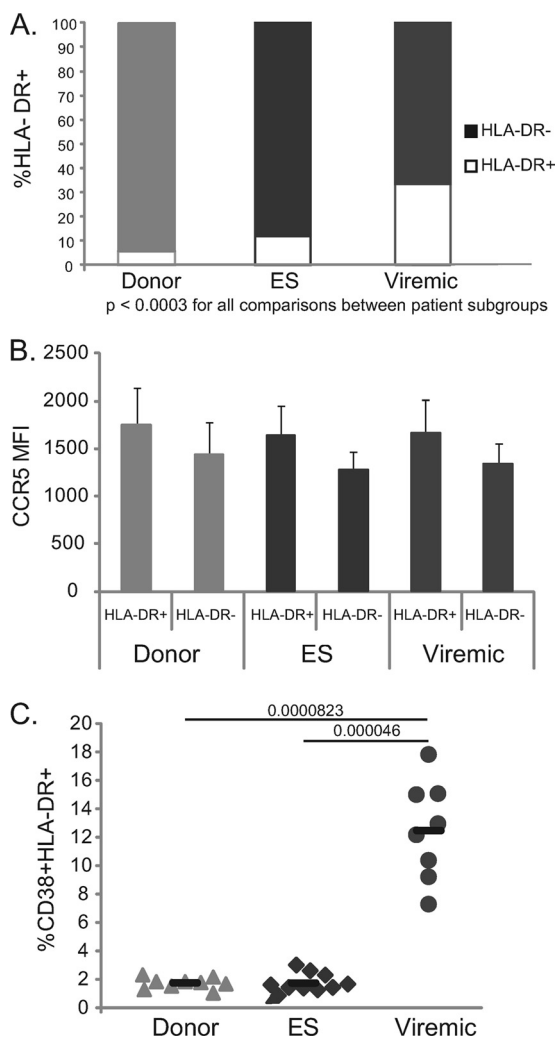 A.
%HLA- DR+
100
90
80
70
60
50
40
30
20
10
0
HLA-DR-
HLA-DR+
Donor ES Viremic
p < 0.0003 for all comparisons between patient subgroups
B.
CCR5 MFI
2500
2000
1500
1000
500
0
HLA-DR+ HLA-DR- HLA-DR+ HLA-DR- HLA-DR+ HLA-DR-
Donor ES Viremic
C.
%CD38+HLA-DR+
0.0000823
0.000046
20
18
16
14
12
10
8
6
4
2
0
Donor ES Viremic